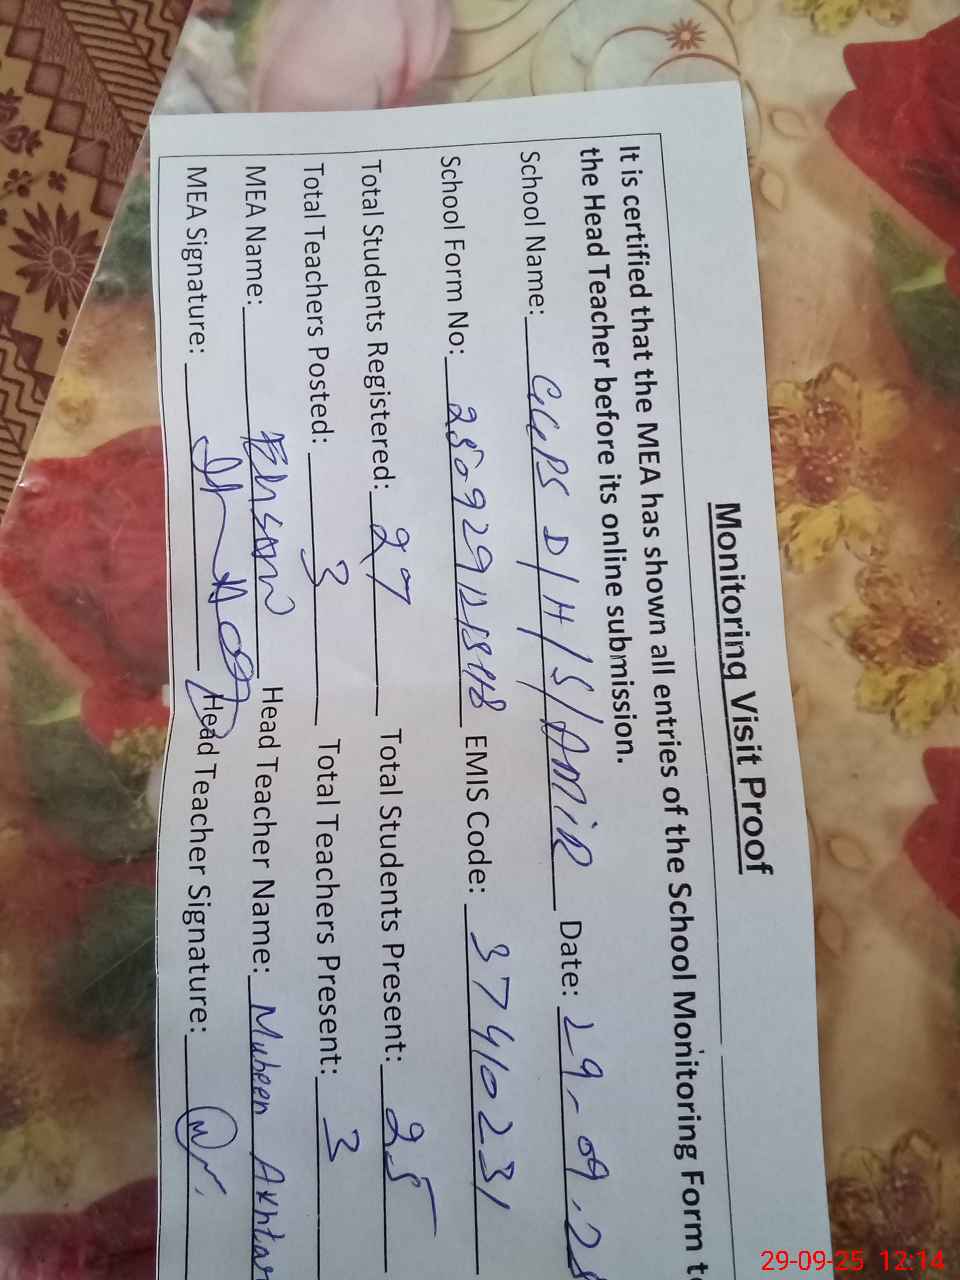 Monitoring Visit Proof
It is certified that the MEA has shown all entries of the School Monitoring Form to
the Head Teacher before its online submission.
School Name: GGPS D/H/S/AMIR Date: 29-09-25
School Form No: EMIS Code: 37410231
Total Students Registered: 27 Total Students Present: 25
Total Teachers Posted: 3 Total Teachers Present: 3
MEA Name: Head Teacher Name: Mubeen Akhtar
MEA Signature: Head Teacher Signature:
29-09-25 12:14